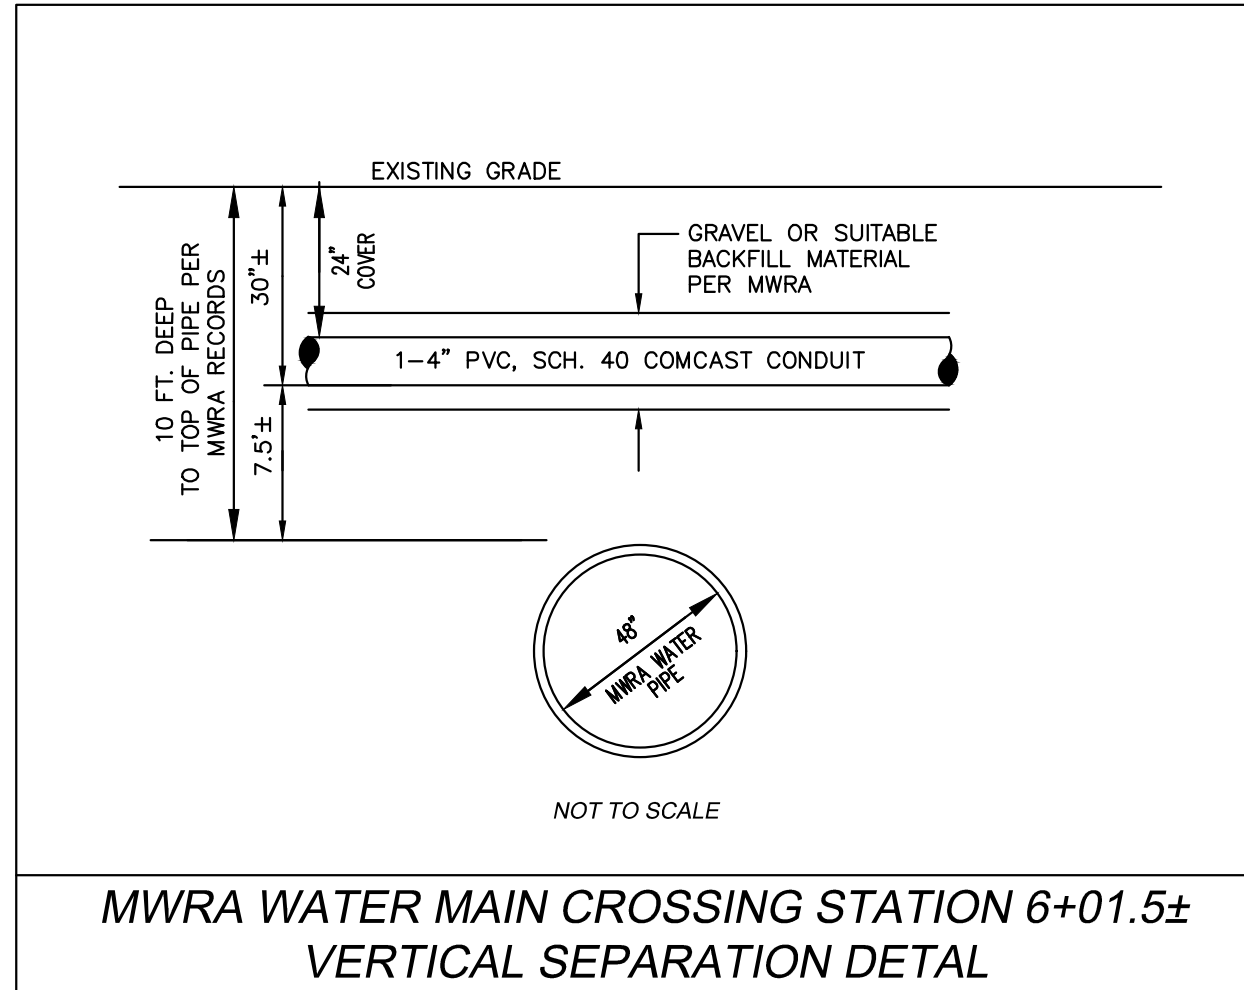 EXISTING GRADE
10 FT. DEEP
TO TOP OF PIPE PER
MWRA RECORDS
30"±
24"
COVER
GRAVEL OR SUITABLE
BACKFILL MATERIAL
PER MWRA
1-4" PVC, SCH. 40 COMCAST CONDUIT
7.5'±
48"
MWRA WATER
PIPE
NOT TO SCALE
MWRA WATER MAIN CROSSING STATION 6+01.5±
VERTICAL SEPARATION DETAL